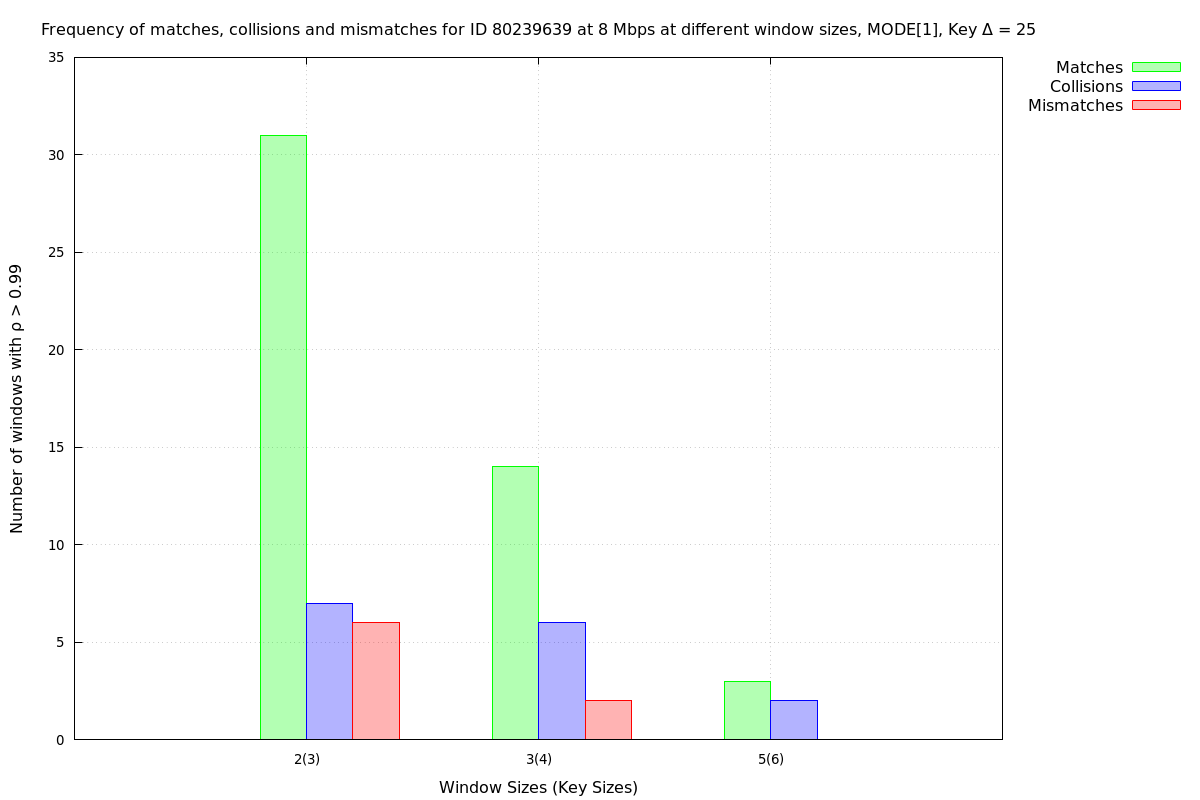 Frequency of matches, collisions and mismatches for ID 80239639 at 8 Mbps at different window sizes, MODE[1], Key Δ = 25
Matches
Collisions
Mismatches
Number of windows with ρ > 0.99
35
30
25
20
15
10
5
0
2(3)
3(4)
5(6)
Window Sizes (Key Sizes)